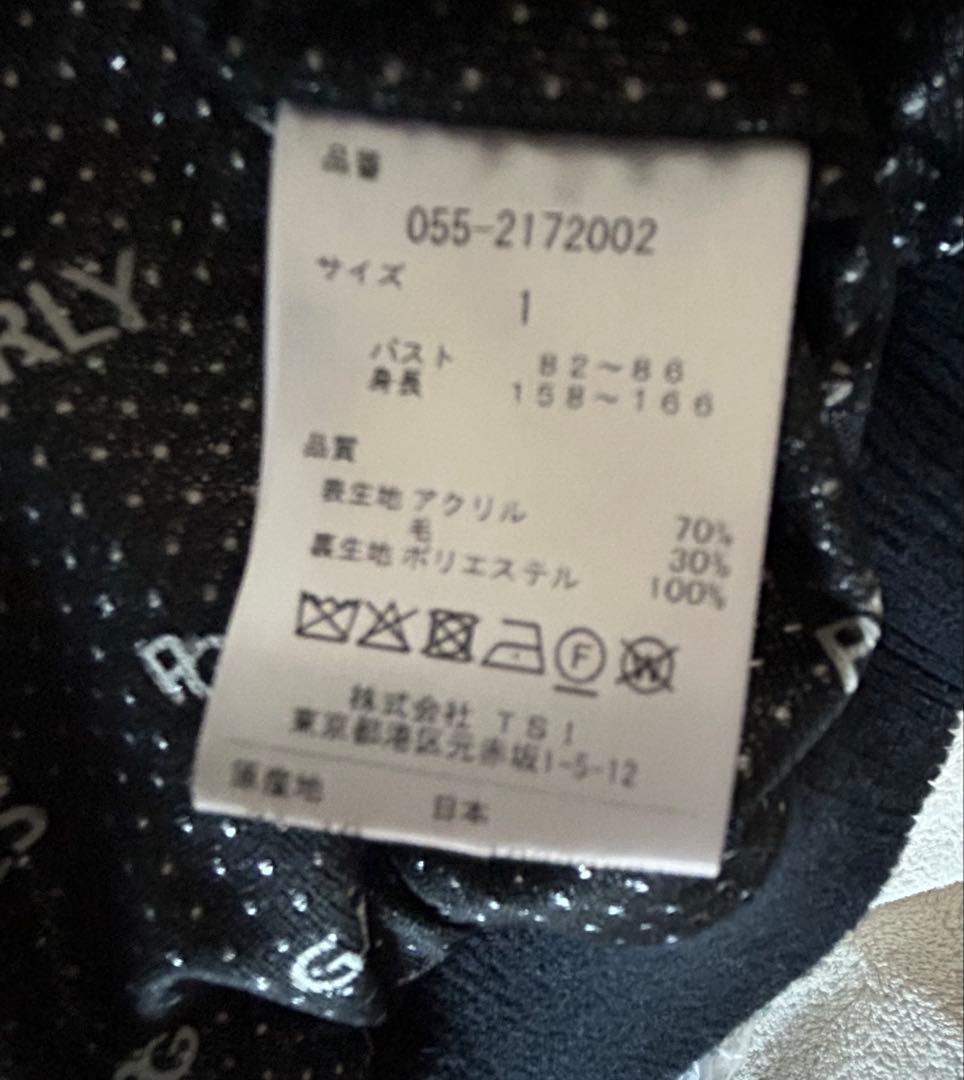 品番
055-2172002
サイズ
1
バスト 82～86
身長 158～166
品質
表生地 アクリル 70%
毛 30%
裏生地 ポリエステル 100%
F
W
株式会社 TSI
東京都港区元赤坂1-5-12
原産地 日本
RLY
G
G